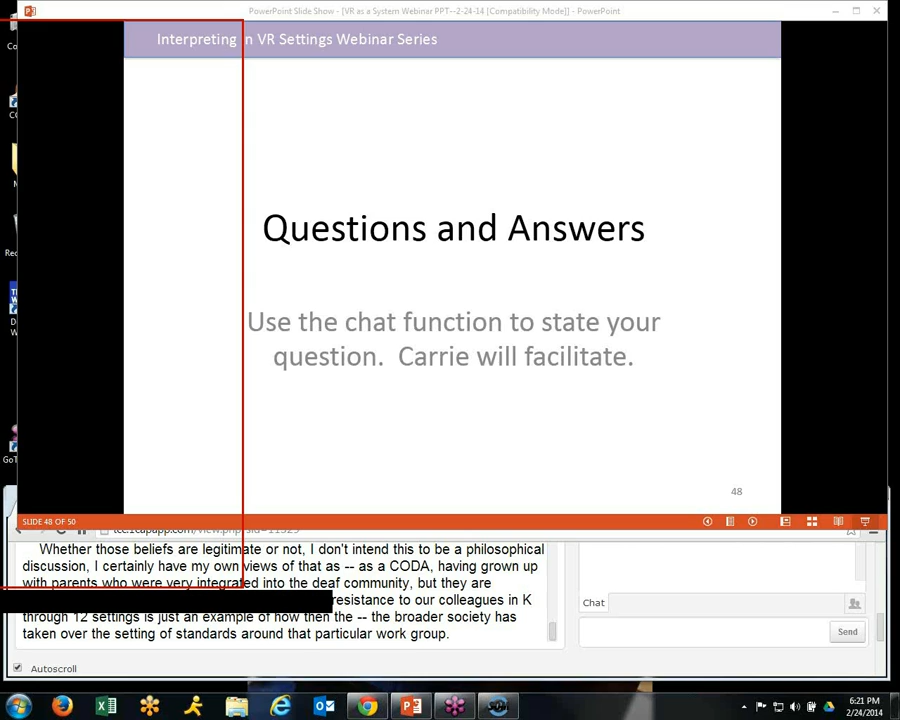 PowerPoint Slide Show - [VR as a System Webinar PPT--2-24-14 [Compatibility Mode]] - PowerPoint
Interpreting in VR Settings Webinar Series
Questions and Answers
Use the chat function to state your
question. Carrie will facilitate.
48
SLIDE 48 OF 50
Whether those beliefs are legitimate or not, I don't intend this to be a philosophical
discussion, I certainly have my own views of that as -- as a CODA, having grown up
with parents who were very integrated into the deaf community, but they are
resistance to our colleagues in K
through 12 settings is just an example of how then the -- the broader society has
taken over the setting of standards around that particular work group.
Autoscroll
Chat
Send
6:21 PM
2/24/2014